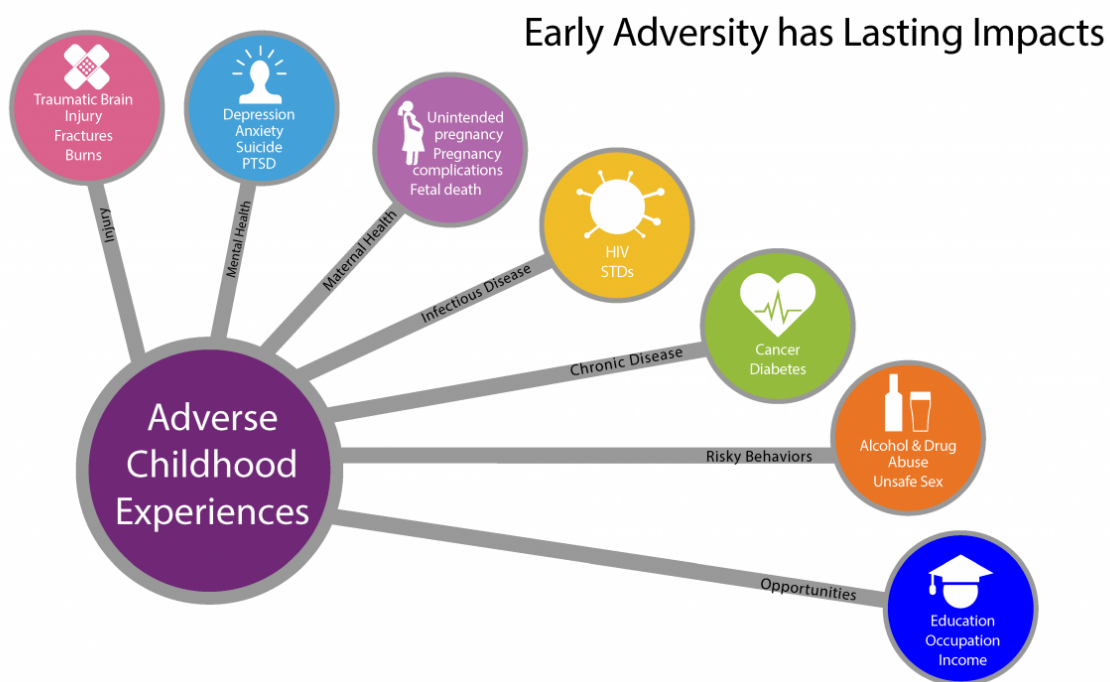 Early Adversity has Lasting Impacts
Traumatic Brain
Injury
Fractures
Burns
Injury
Depression
Anxiety
Suicide
PTSD
Mental Health
Unintended
pregnancy
Pregnancy
complications
Fetal death
Maternal Health
HIV
STDs
Infectious Disease
Cancer
Diabetes
Chronic Disease
Alcohol & Drug
Abuse
Unsafe Sex
Risky Behaviors
Education
Occupation
Income
Opportunities
Adverse
Childhood
Experiences